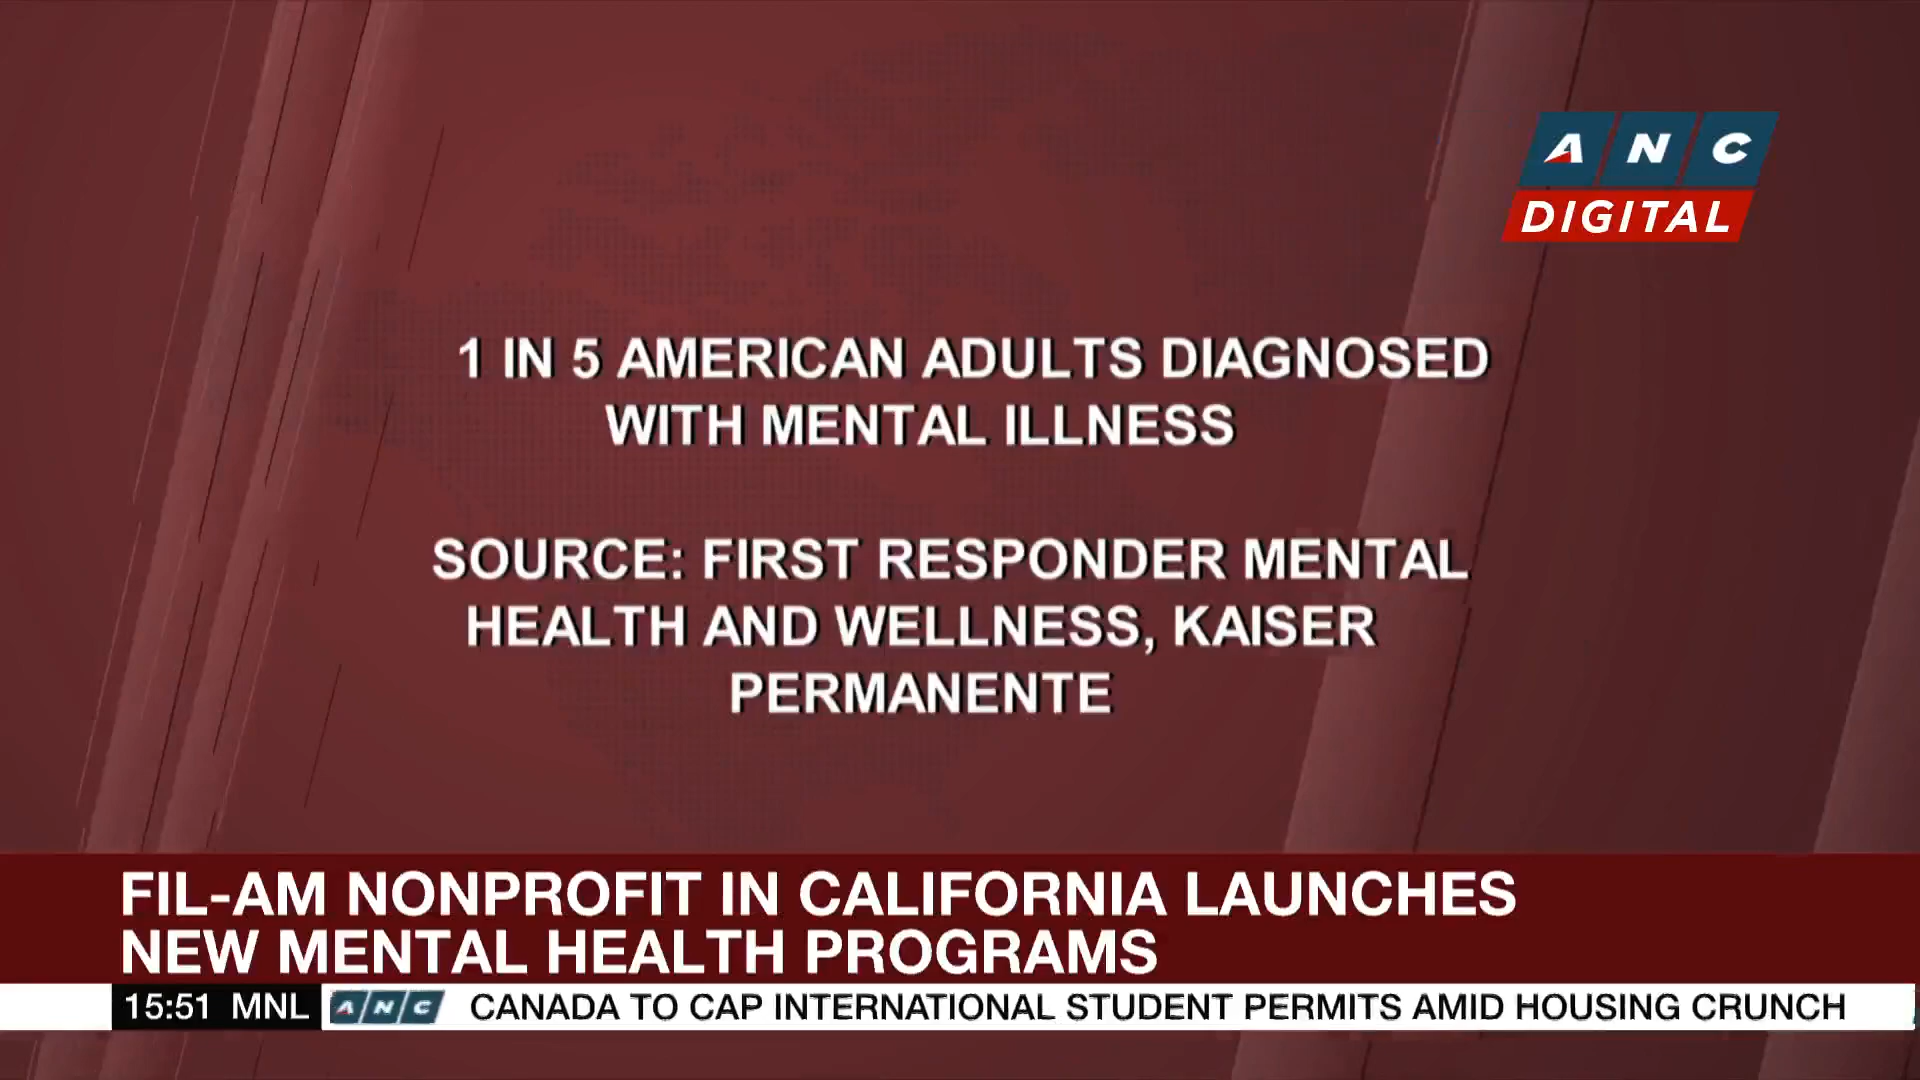 ANC
DIGITAL
1 IN 5 AMERICAN ADULTS DIAGNOSED
WITH MENTAL ILLNESS
SOURCE: FIRST RESPONDER MENTAL
HEALTH AND WELLNESS, KAISER
PERMANENTE
FIL-AM NONPROFIT IN CALIFORNIA LAUNCHES
NEW MENTAL HEALTH PROGRAMS
15:51 MNL ANC CANADA TO CAP INTERNATIONAL STUDENT PERMITS AMID HOUSING CRUNCH